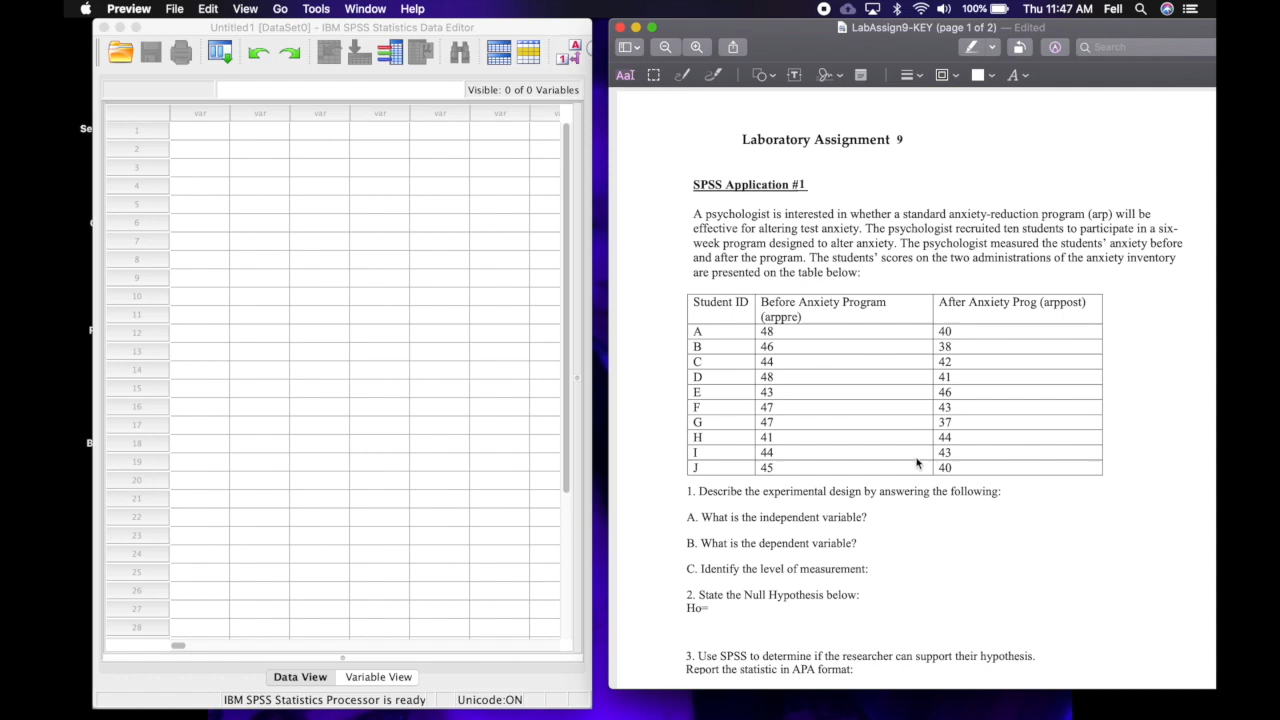 Preview File Edit View Go Tools Window Help 100% Thu 11:47 AM Fell
Untitled1 [DataSet0] - IBM SPSS Statistics Data Editor
Visible: 0 of 0 Variables
var var var var var var
1
2
3
4
5
6
7
8
9
10
11
12
13
14
15
16
17
18
19
20
21
22
23
24
25
26
27
28
Data View Variable View
IBM SPSS Statistics Processor is ready Unicode:ON
LabAssign9-KEY (page 1 of 2) — Edited
Search
Laboratory Assignment 9
SPSS Application #1
A psychologist is interested in whether a standard anxiety-reduction program (arp) will be
effective for altering test anxiety. The psychologist recruited ten students to participate in a six-
week program designed to alter anxiety. The psychologist measured the students' anxiety before
and after the program. The students' scores on the two administrations of the anxiety inventory
are presented on the table below:
Student ID Before Anxiety Program After Anxiety Prog (arppost)
(arppre)
A 48 40
B 46 38
C 44 42
D 48 41
E 43 46
F 47 43
G 47 37
H 41 44
I 44 43
J 45 40
1. Describe the experimental design by answering the following:
A. What is the independent variable?
B. What is the dependent variable?
C. Identify the level of measurement:
2. State the Null Hypothesis below:
Ho=
3. Use SPSS to determine if the researcher can support their hypothesis.
Report the statistic in APA format: